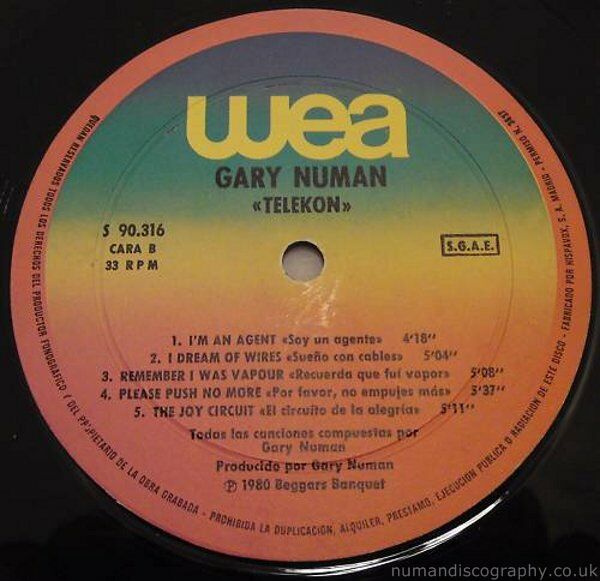 wea
GARY NUMAN
«TELEKON»
S 90.316
CARA B
33 RPM
S.G.A.E.
1. I'M AN AGENT «Soy un agente» 4'18''
2. I DREAM OF WIRES «Sueño con cables» 5'04''
3. REMEMBER I WAS VAPOUR «Recuerda que fuí vapor» 5'08''
4. PLEASE PUSH NO MORE «Por favor, no empujes más» 5'37''
5. THE JOY CIRCUIT «El circuito de la alegría» 5'11''
Todas las canciones compuestas por
Gary Numan
Producido por Gary Numan
Ⓟ 1980 Beggars Banquet
QUEDAN RESERVADOS TODOS LOS DERECHOS DEL PRODUCTOR FONOGRAFICO Y DEL PROPIETARIO DE LA OBRA GRABADA - PROHIBIDA LA DUPLICACION, ALQUILER, PRESTAMO, EJECUCION PUBLICA O RADIACION DE ESTE DISCO - FABRICADO POR HISPAVOX, S. A. MADRID - PERMISO N. 3857
numandiscography.co.uk